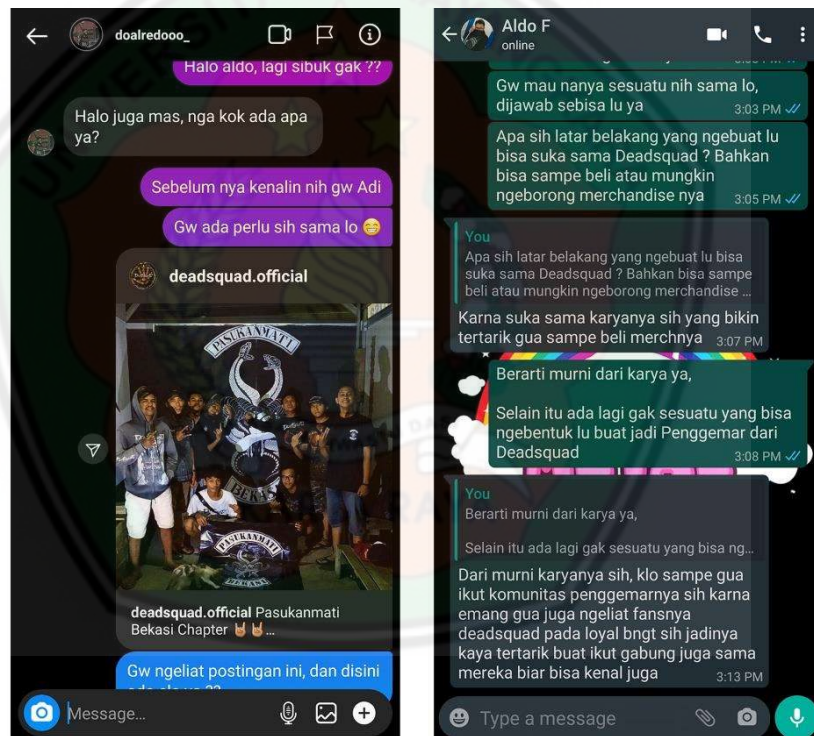 doalredooo_
Halo aldo, lagi sibuk gak ??
Halo juga mas, nga kok ada apa
ya?
Sebelum nya kenalin nih gw Adi
Gw ada perlu sih sama lo 😁
deadsquad.official
PASUKANMATI
BEKASI
PASUKANMATI
BEKASI
deadsquad.official Pasukanmati
Bekasi Chapter 🤘🤘...
Gw ngeliat postingan ini, dan disini
Message...
Aldo F
online
Gw mau nanya sesuatu nih sama lo,
dijawab sebisa lu ya 3:03 PM
Apa sih latar belakang yang ngebuat lu
bisa suka sama Deadsquad ? Bahkan
bisa sampe beli atau mungkin
ngeborong merchandise nya 3:05 PM
You
Apa sih latar belakang yang ngebuat lu bisa
suka sama Deadsquad ? Bahkan bisa sampe
beli atau mungkin ngeborong merchandise ...
Karna suka sama karyanya sih yang bikin
tertarik gua sampe beli merchnya 3:07 PM
Berarti murni dari karya ya,
Selain itu ada lagi gak sesuatu yang bisa
ngebentuk lu buat jadi Penggemar dari
Deadsquad 3:08 PM
You
Berarti murni dari karya ya,
Selain itu ada lagi gak sesuatu yang bisa ng...
Dari murni karyanya sih, klo sampe gua
ikut komunitas penggemarnya sih karna
emang gua juga ngeliat fansnya
deadsquad pada loyal bngt sih jadinya
kaya tertarik buat ikut gabung juga sama
mereka biar bisa kenal juga 3:13 PM
Type a message